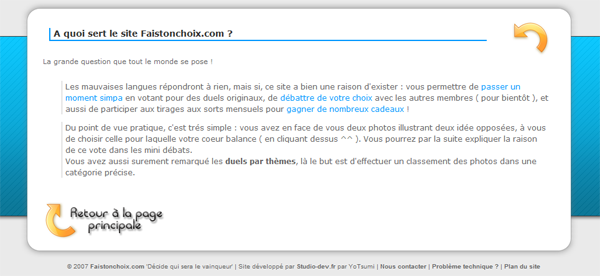 A quoi sert le site Faistonchoix.com ?
La grande question que tout le monde se pose !
Les mauvaises langues répondront à rien, mais si, ce site a bien une raison d'exister : vous permettre de passer un
moment simpa en votant pour des duels originaux, de débattre de votre choix avec les autres membres ( pour bientôt ), et
aussi de participer aux tirages aux sorts mensuels pour gagner de nombreux cadeaux !
Du point de vue pratique, c'est trés simple : vous avez en face de vous deux photos illustrant deux idée opposées, à vous
de choisir celle pour laquelle votre coeur balance ( en cliquant dessus ^^ ). Vous pourrez par la suite expliquer la raison
de ce vote dans les mini débats.
Vous avez aussi surement remarqué les duels par thèmes, là le but est d'effectuer un classement des photos dans une
catégorie précise.
Retour à la page
principale
© 2007 Faistonchoix.com 'Décide qui sera le vainqueur' | Site développé par Studio-dev.fr par YoTsumi | Nous contacter | Problème technique ? | Plan du site